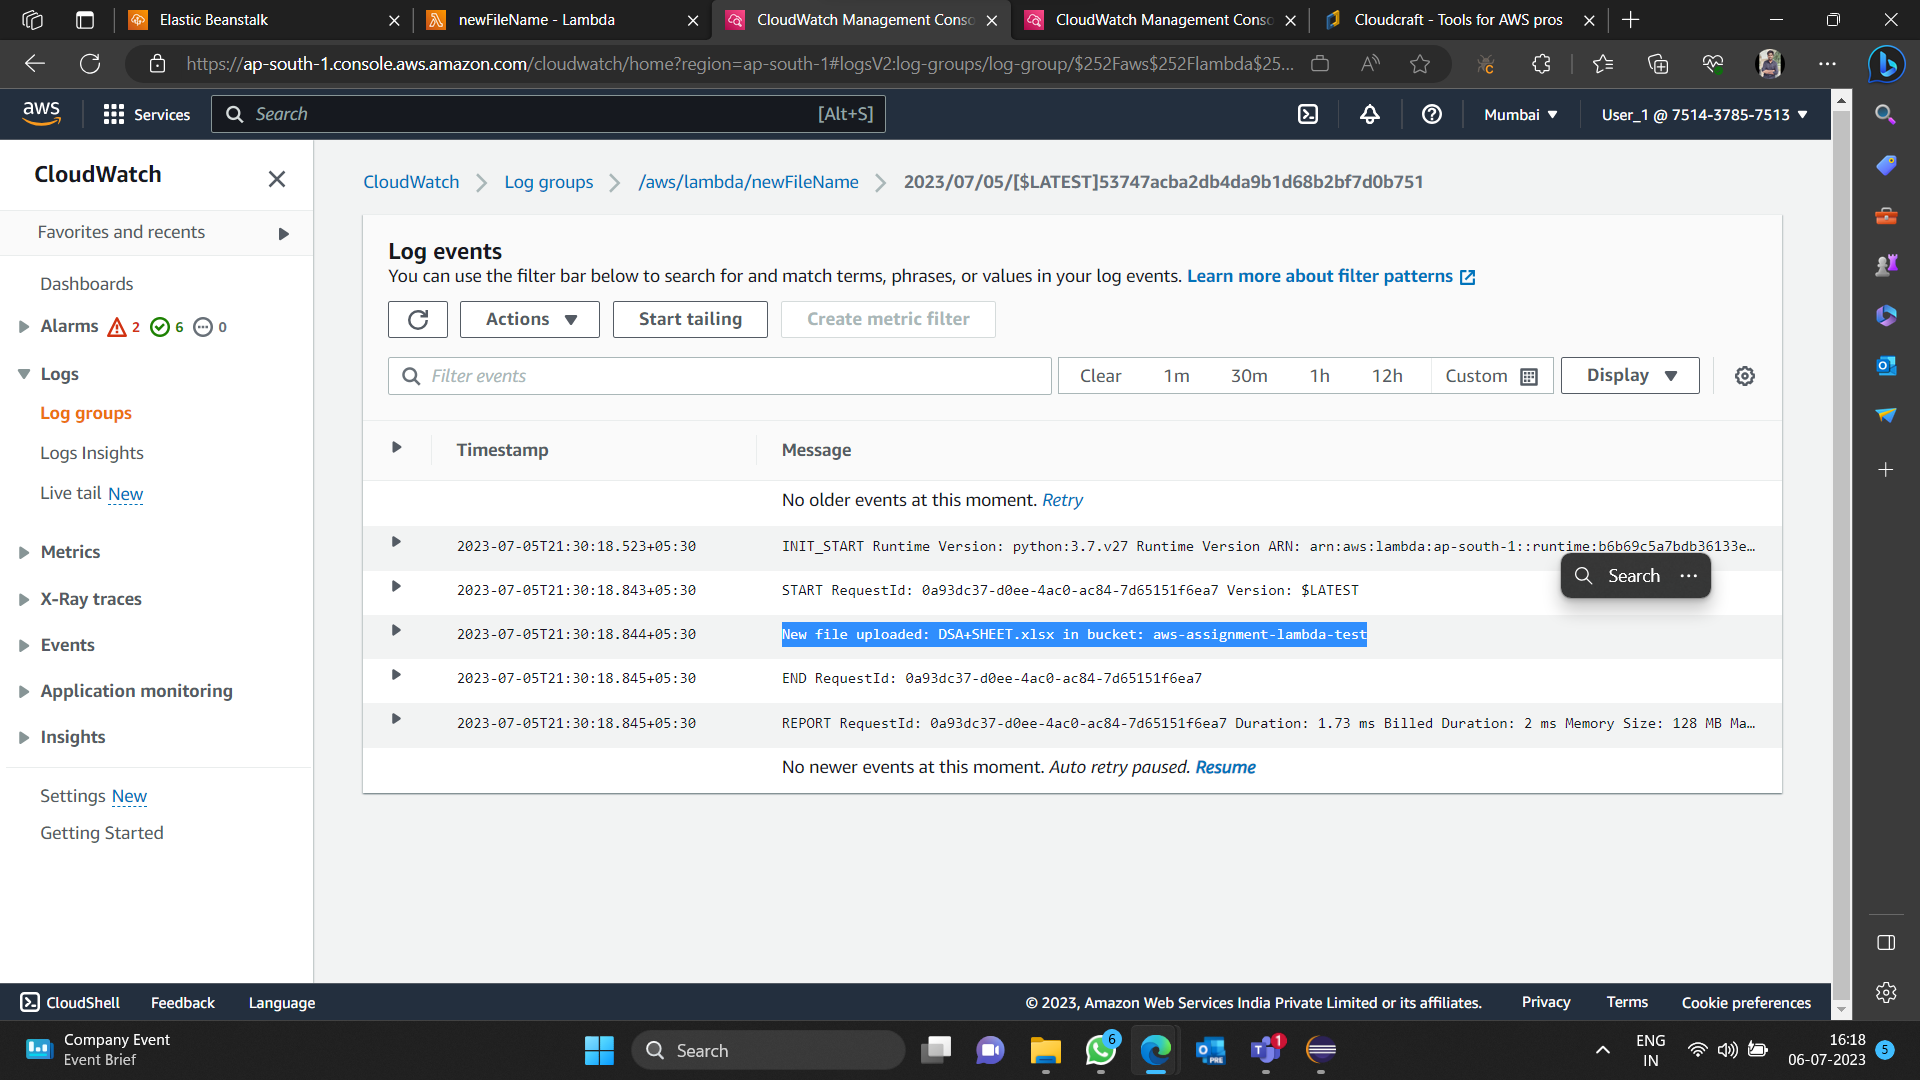 Elastic Beanstalk
newFileName - Lambda
CloudWatch Management Conso
CloudWatch Management Conso
Cloudcraft - Tools for AWS pros
https://ap-south-1.console.aws.amazon.com/cloudwatch/home?region=ap-south-1#logsV2:log-groups/log-group/$252Faws$252Flambda$25...
aws
Services
Search
[Alt+S]
Mumbai
User_1 @ 7514-3785-7513
CloudWatch
Favorites and recents
Dashboards
Alarms 2 6 0
Logs
Log groups
Logs Insights
Live tail New
Metrics
X-Ray traces
Events
Application monitoring
Insights
Settings New
Getting Started
CloudWatch
Log groups
/aws/lambda/newFileName
2023/07/05/[$LATEST]53747acba2db4da9b1d68b2bf7d0b751
Log events
You can use the filter bar below to search for and match terms, phrases, or values in your log events. Learn more about filter patterns
Actions
Start tailing
Create metric filter
Filter events
Clear
1m
30m
1h
12h
Custom
Display
Timestamp
Message
No older events at this moment. Retry
2023-07-05T21:30:18.523+05:30
INIT_START Runtime Version: python:3.7.v27 Runtime Version ARN: arn:aws:lambda:ap-south-1::runtime:b6b69c5a7bdb36133e…
Search
2023-07-05T21:30:18.843+05:30
START RequestId: 0a93dc37-d0ee-4ac0-ac84-7d65151f6ea7 Version: $LATEST
2023-07-05T21:30:18.844+05:30
New file uploaded: DSA+SHEET.xlsx in bucket: aws-assignment-lambda-test
2023-07-05T21:30:18.845+05:30
END RequestId: 0a93dc37-d0ee-4ac0-ac84-7d65151f6ea7
2023-07-05T21:30:18.845+05:30
REPORT RequestId: 0a93dc37-d0ee-4ac0-ac84-7d65151f6ea7 Duration: 1.73 ms Billed Duration: 2 ms Memory Size: 128 MB Ma…
No newer events at this moment. Auto retry paused. Resume
CloudShell
Feedback
Language
© 2023, Amazon Web Services India Private Limited or its affiliates.
Privacy
Terms
Cookie preferences
Company Event
Event Brief
Search
6
PRE
1
ENG
IN
16:18
06-07-2023
5